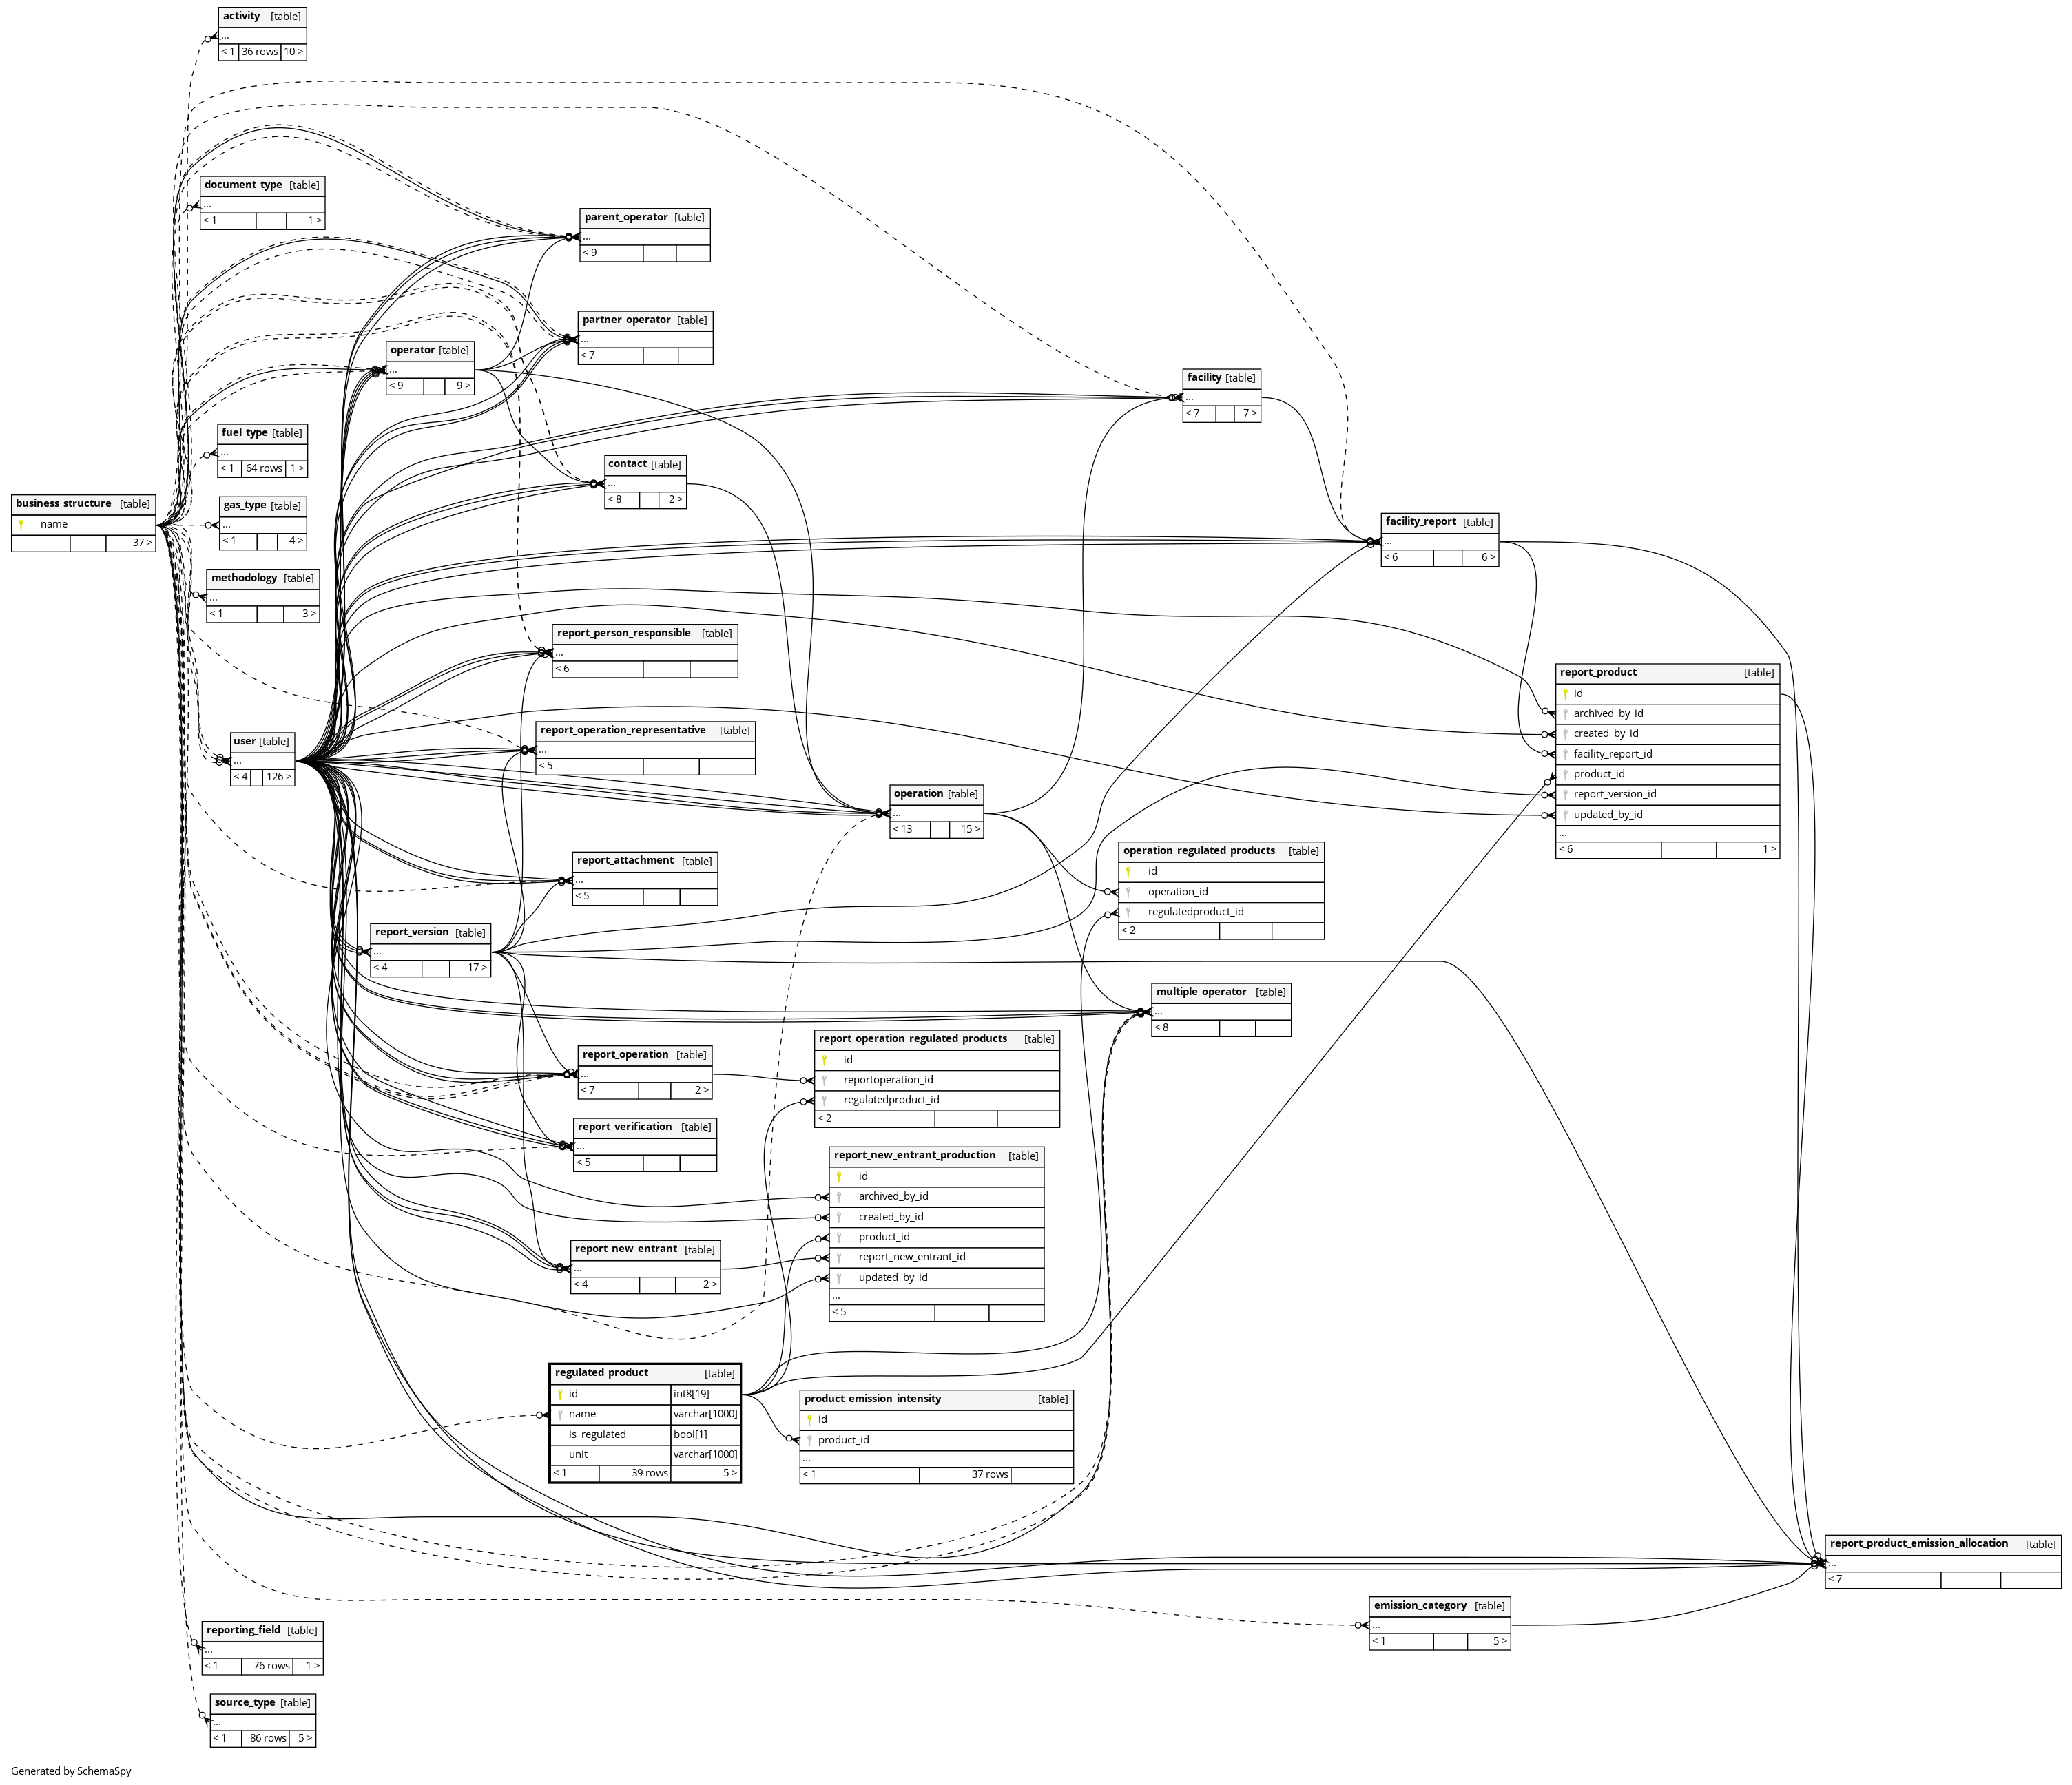 activity [table]
...
< 1 36 rows 10 >
document_type [table]
...
< 1 1 >
parent_operator [table]
...
< 9
partner_operator [table]
...
< 7
operator [table]
...
< 9 9 >
facility [table]
...
< 7 7 >
fuel_type [table]
...
< 1 64 rows 1 >
contact [table]
...
< 8 2 >
business_structure [table]
name
37 >
gas_type [table]
...
< 1 4 >
facility_report [table]
...
< 6 6 >
methodology [table]
...
< 1 3 >
report_person_responsible [table]
...
< 6
report_product [table]
id
archived_by_id
created_by_id
facility_report_id
product_id
report_version_id
updated_by_id
...
< 6 1 >
user [table]
...
< 4 126 >
report_operation_representative [table]
...
< 5
operation [table]
...
< 13 15 >
operation_regulated_products [table]
id
operation_id
regulatedproduct_id
< 2
report_attachment [table]
...
< 5
report_version [table]
...
< 4 17 >
multiple_operator [table]
...
< 8
report_operation [table]
...
< 7 2 >
report_operation_regulated_products [table]
id
reportoperation_id
regulatedproduct_id
< 2
report_verification [table]
...
< 5
report_new_entrant_production [table]
id
archived_by_id
created_by_id
product_id
report_new_entrant_id
updated_by_id
...
< 5
report_new_entrant [table]
...
< 4 2 >
regulated_product [table]
id int8[19]
name varchar[1000]
is_regulated bool[1]
unit varchar[1000]
< 1 39 rows 5 >
product_emission_intensity [table]
id
product_id
...
< 1 37 rows
report_product_emission_allocation [table]
...
< 7
emission_category [table]
...
< 1 5 >
reporting_field [table]
...
< 1 76 rows 1 >
source_type [table]
...
< 1 86 rows 5 >
Generated by SchemaSpy